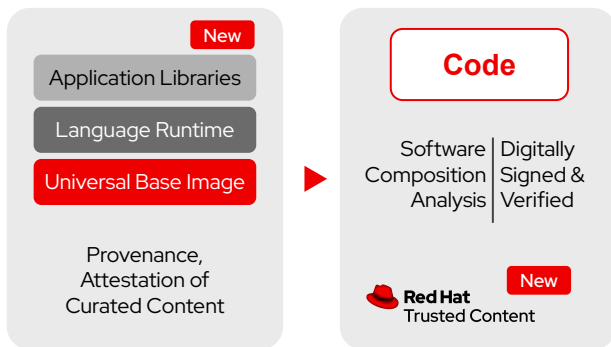 New
Application Libraries
Language Runtime
Universal Base Image
Provenance,
Attestation of
Curated Content
Code
Software
Composition
Analysis
Digitally
Signed &
Verified
New
Red Hat
Trusted Content